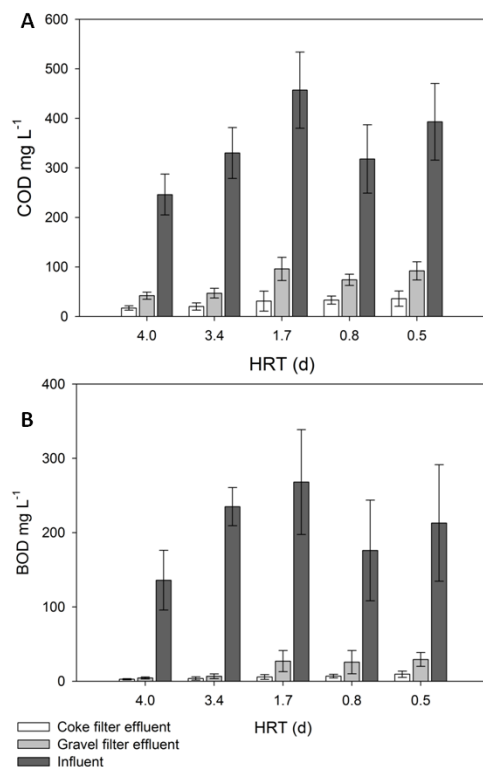 A
600
500
400
300
200
100
0
COD mg L⁻¹
4.0 3.4 1.7 0.8 0.5
HRT (d)
B
400
300
200
100
0
BOD mg L⁻¹
4.0 3.4 1.7 0.8 0.5
HRT (d)
Coke filter effluent
Gravel filter effluent
Influent